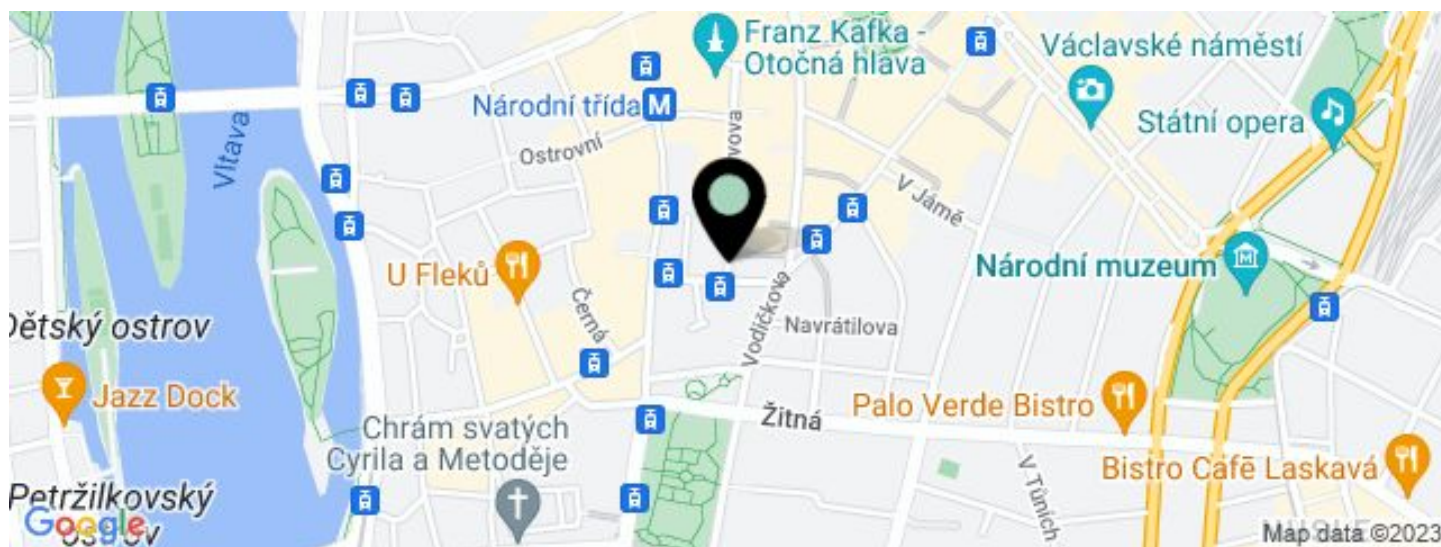 Franz Kafka -
Otočná hlava
Václavské náměstí
Národní třída
M
Státní opera
Ostrovní
Vltava
V Jámě
U Fleků
Národní muzeum
Černá
Vodičkova
Navrátilova
Dětský ostrov
Jazz Dock
Palo Verde Bistro
Žitná
Chrám svatých
Cyrila a Metoděje
Bistro Cafē Laskavá
V Tůních
Petržilkovský
ostrov
Google
Map data ©2023